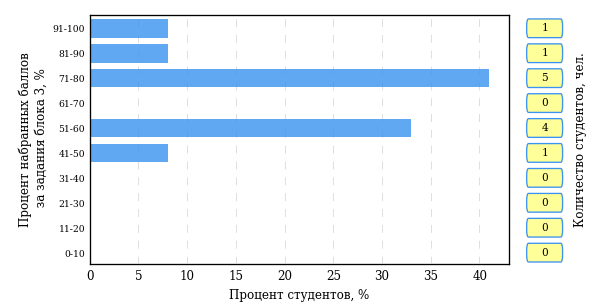 Процент набранных баллов
за задания блока 3, %
91-100 1
81-90 1
71-80 5
61-70 0
51-60 4
41-50 1
31-40 0
21-30 0
11-20 0
0-10 0
Количество студентов, чел.
0 5 10 15 20 25 30 35 40
Процент студентов, %